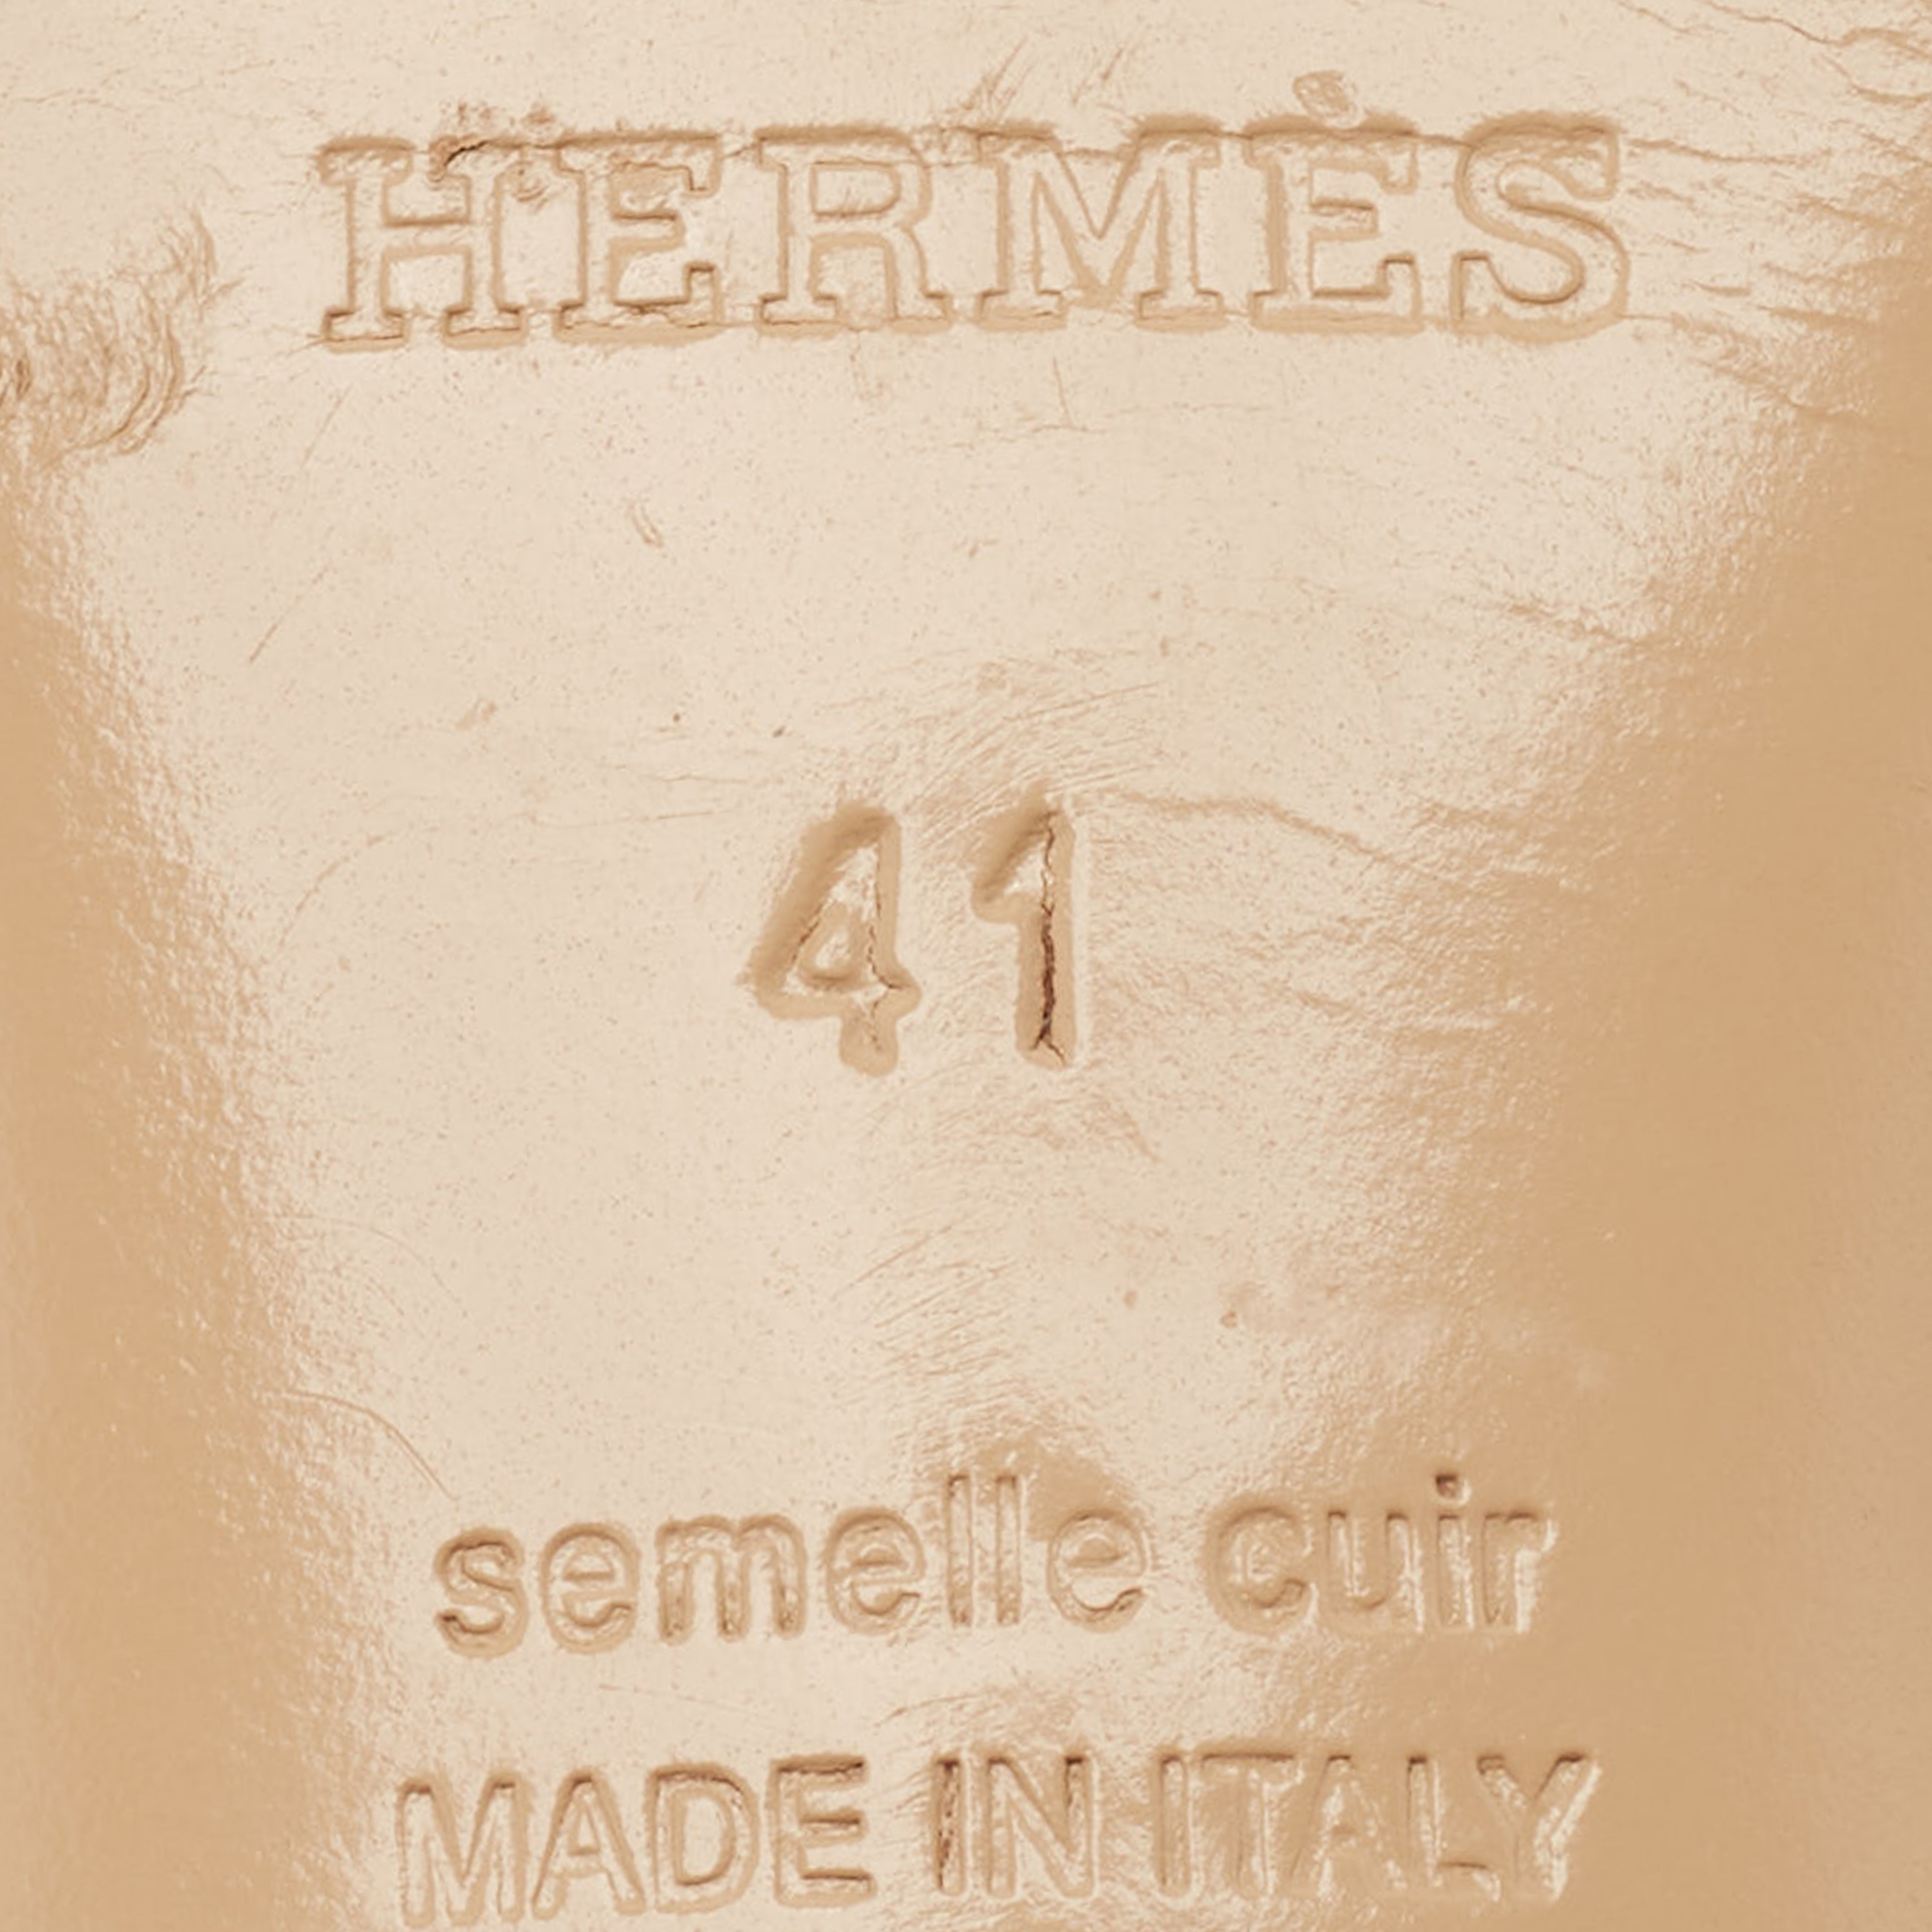 HERMÈS
41
semelle cuir
MADE IN ITALY